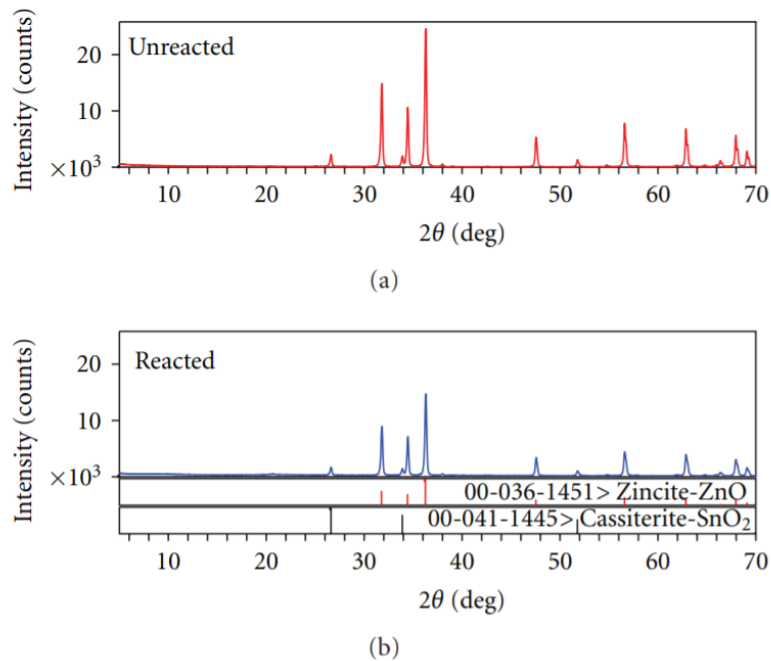 Unreacted
Intensity (counts)
20
10
×10³
10 20 30 40 50 60 70
2θ (deg)
(a)
Reacted
Intensity (counts)
20
10
×10³
00-036-1451> Zincite-ZnO
00-041-1445> Cassiterite-SnO₂
10 20 30 40 50 60 70
2θ (deg)
(b)